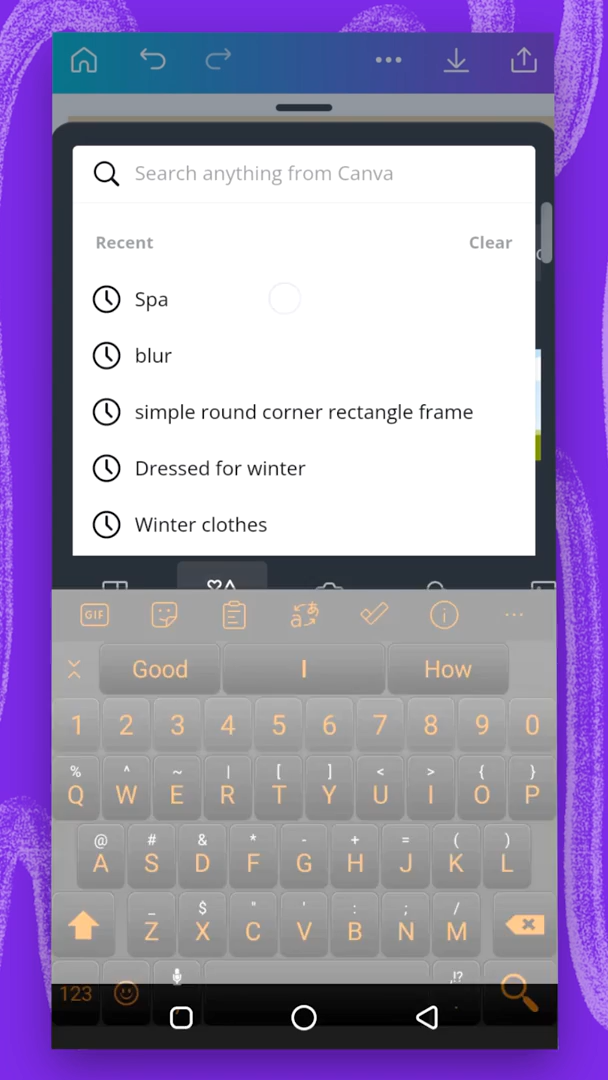 Search anything from Canva
Recent
Clear
Spa
blur
simple round corner rectangle frame
Dressed for winter
Winter clothes
GIF
a あ
Good
I
How
1 2 3 4 5 6 7 8 9 0
% ^ ~ | [ ] < > { }
Q W E R T Y U I O P
@ # & * - + = ( )
A S D F G H J K L
_ $ " ' : ; /
Z X C V B N M
123
,!?
.